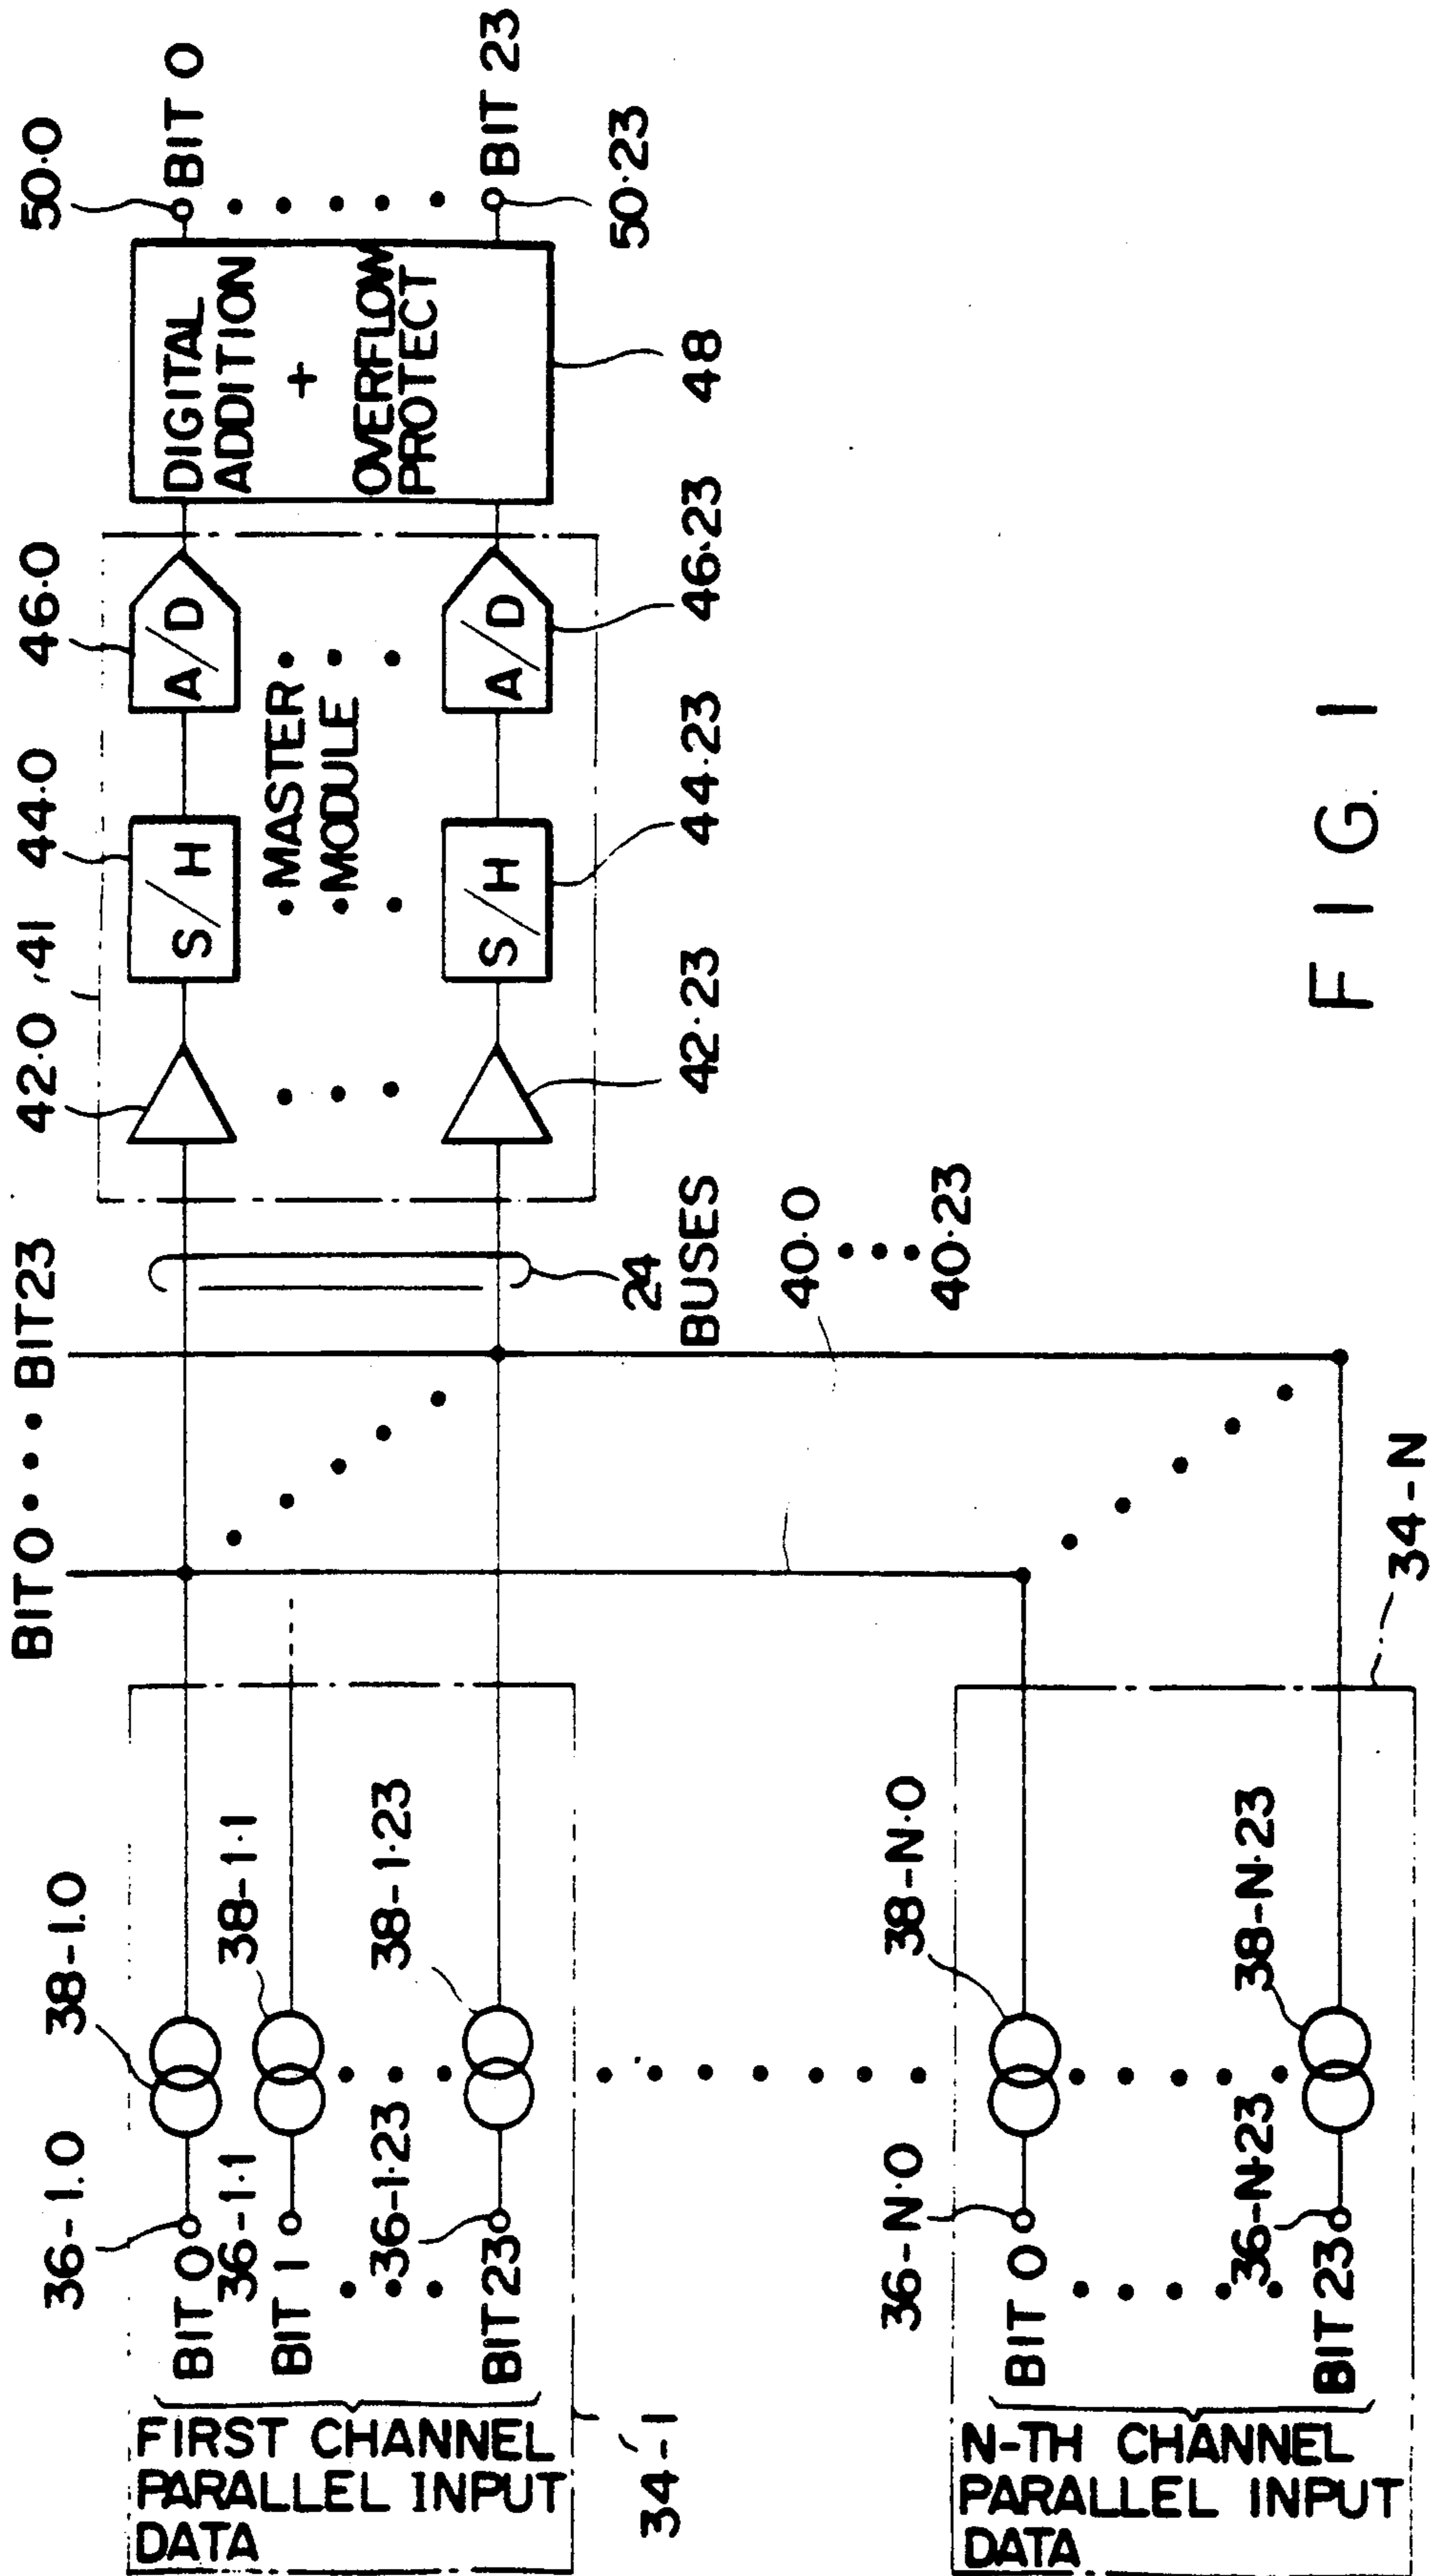 BIT 0 • • • BIT 23
36-1.0
38-1.0
42·0
41
44·0
46·0
50·0
BIT 0
36-1·1
38-1·1
BIT 1
36-1·23
38-1·23
BIT 23
FIRST CHANNEL
PARALLEL INPUT
DATA
34-1
S/H
A/D
• MASTER •
• MODULE •
S/H
A/D
DIGITAL
ADDITION
+
OVERFLOW
PROTECT
BIT 0
BIT 23
24
BUSES
42·23
44·23
46·23
48
50·23
40·0
• • •
40·23
36-N·0
38-N·0
BIT 0
36-N·23
38-N·23
BIT 23
N-TH CHANNEL
PARALLEL INPUT
DATA
34-N
FIG 1